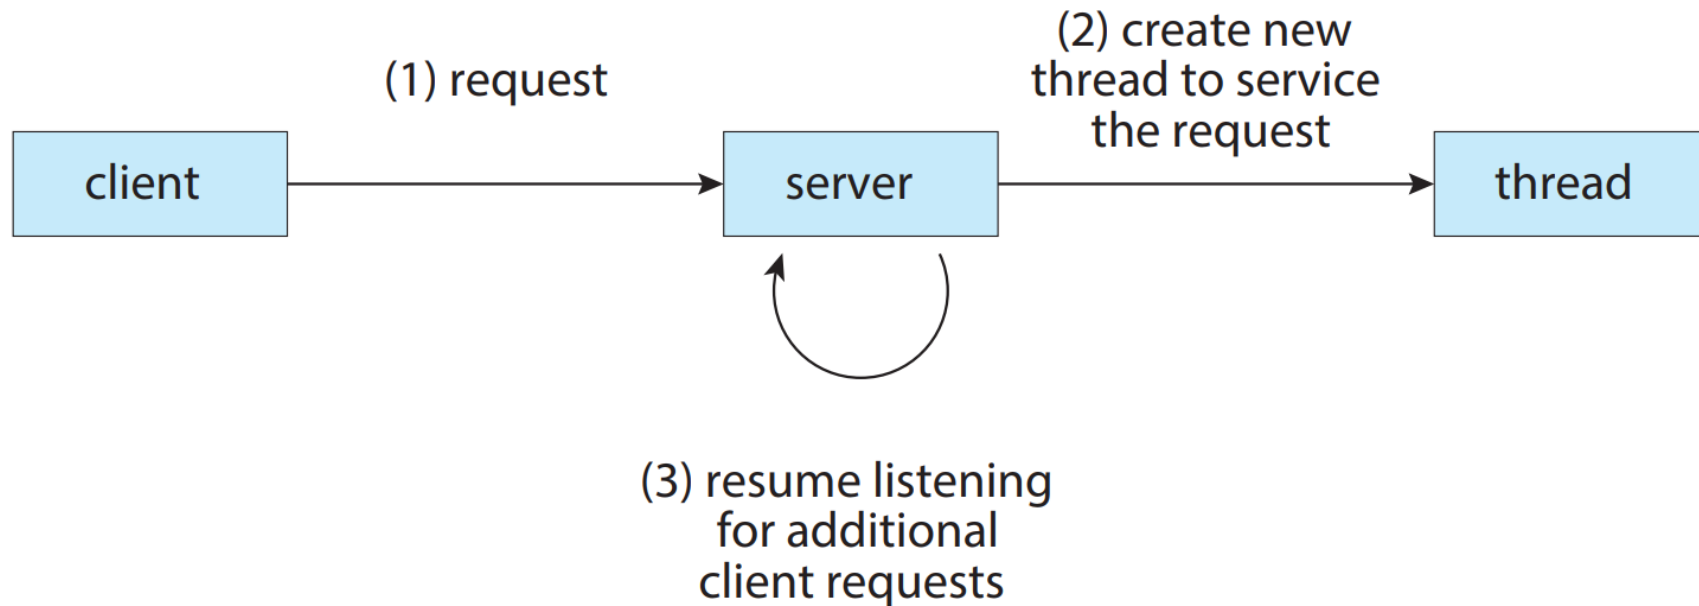 (1) request
(2) create new
thread to service
the request
client
server
thread
(3) resume listening
for additional
client requests